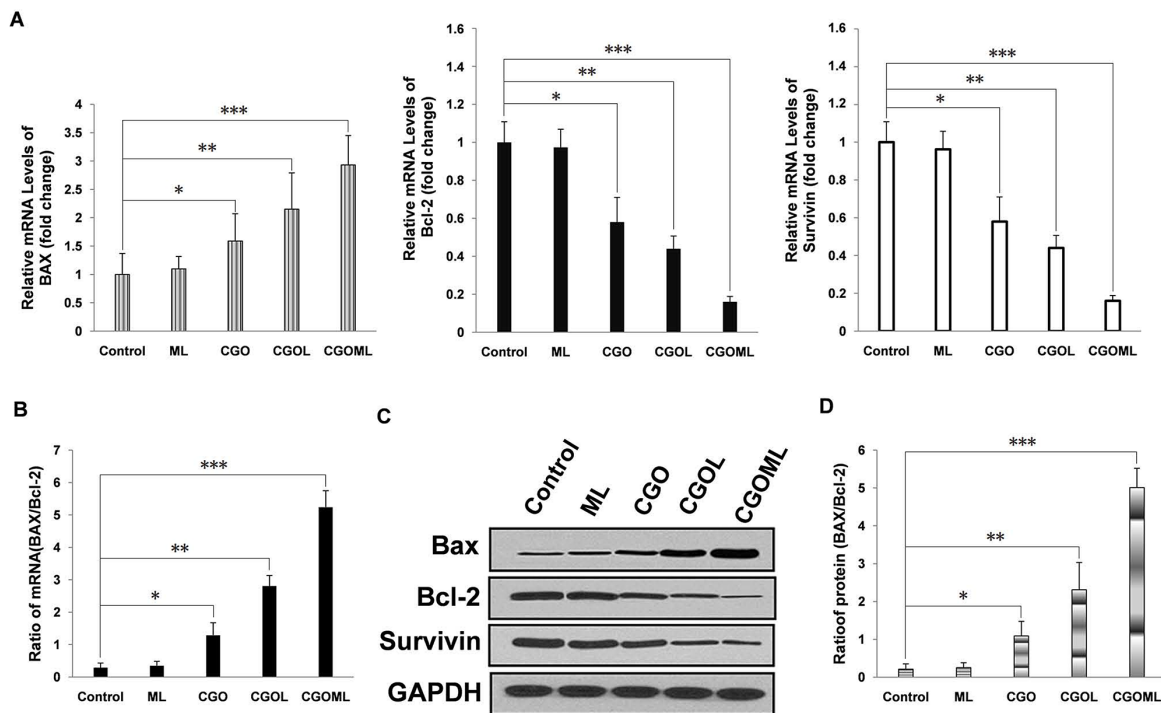 A
Relative mRNA Levels of
BAX (fold change)
4
3.5
3
2.5
2
1.5
1
0.5
0
***
**
*
Control ML CGO CGOL CGOML
Relative mRNA Levels of
Bcl-2 (fold change)
1.6
1.4
1.2
1
0.8
0.6
0.4
0.2
0
***
**
*
Control ML CGO CGOL CGOML
Relative mRNA Levels of
Survivin (fold change)
1.6
1.4
1.2
1
0.8
0.6
0.4
0.2
0
***
**
*
Control ML CGO CGOL CGOML
B
Ratio of mRNA(BAX/Bcl-2)
7
6
5
4
3
2
1
0
***
**
*
Control ML CGO CGOL CGOML
C
Control ML CGO CGOL CGOML
Bax
Bcl-2
Survivin
GAPDH
D
Ratioof protein (BAX/Bcl-2)
6
5
4
3
2
1
0
***
**
*
Control ML CGO CGOL CGOML